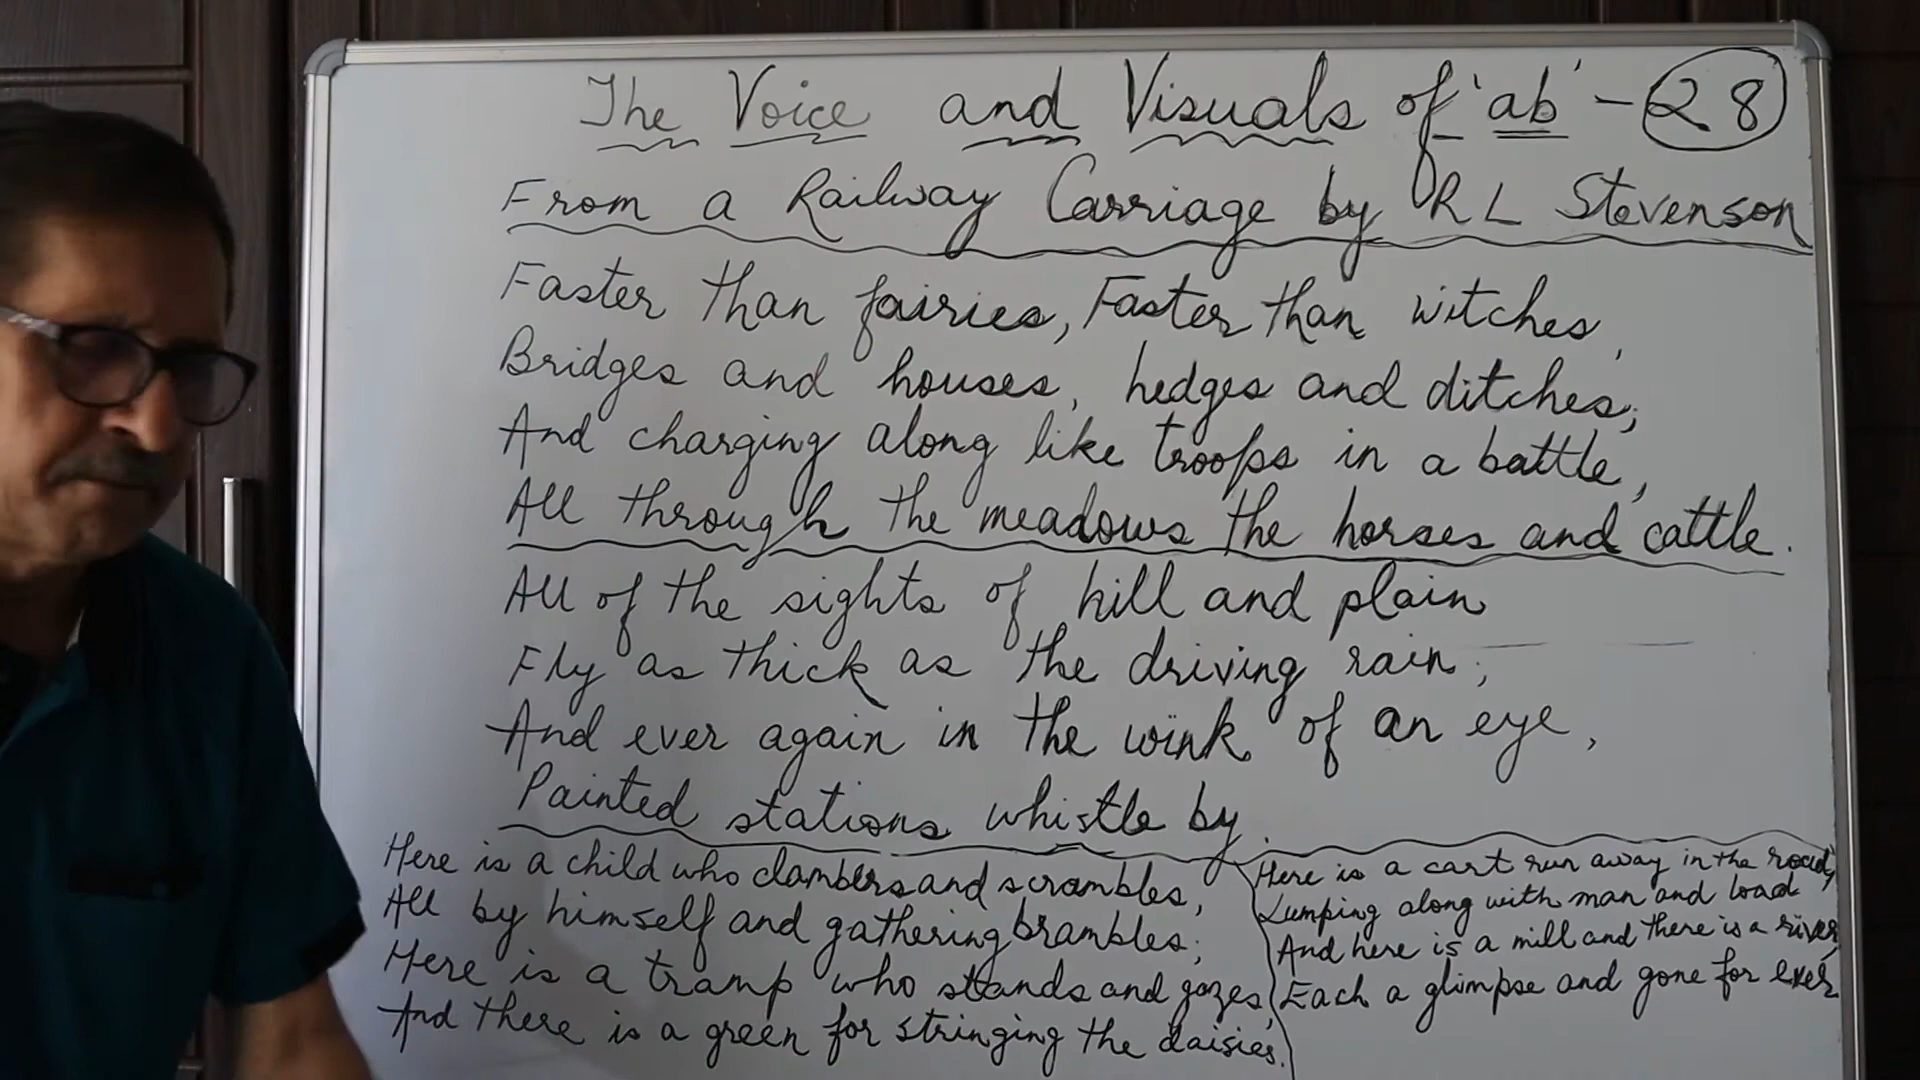 The Voice and Visuals of 'ab' - 28
From a Railway Carriage by R L Stevenson
Faster than fairies, Faster than witches,
Bridges and houses, hedges and ditches;
And charging along like troops in a battle,
All through the meadows the horses and cattle.
All of the sights of hill and plain
Fly as thick as the driving rain;
And ever again in the wink of an eye,
Painted stations whistle by.
Here is a child who clambers and scrambles,
All by himself and gathering brambles;
Here is a tramp who stands and gazes,
And there is a green for stringing the daisies.
Here is a cart run away in the road,
Lumping along with man and load
And here is a mill and there is a river,
Each a glimpse and gone for ever